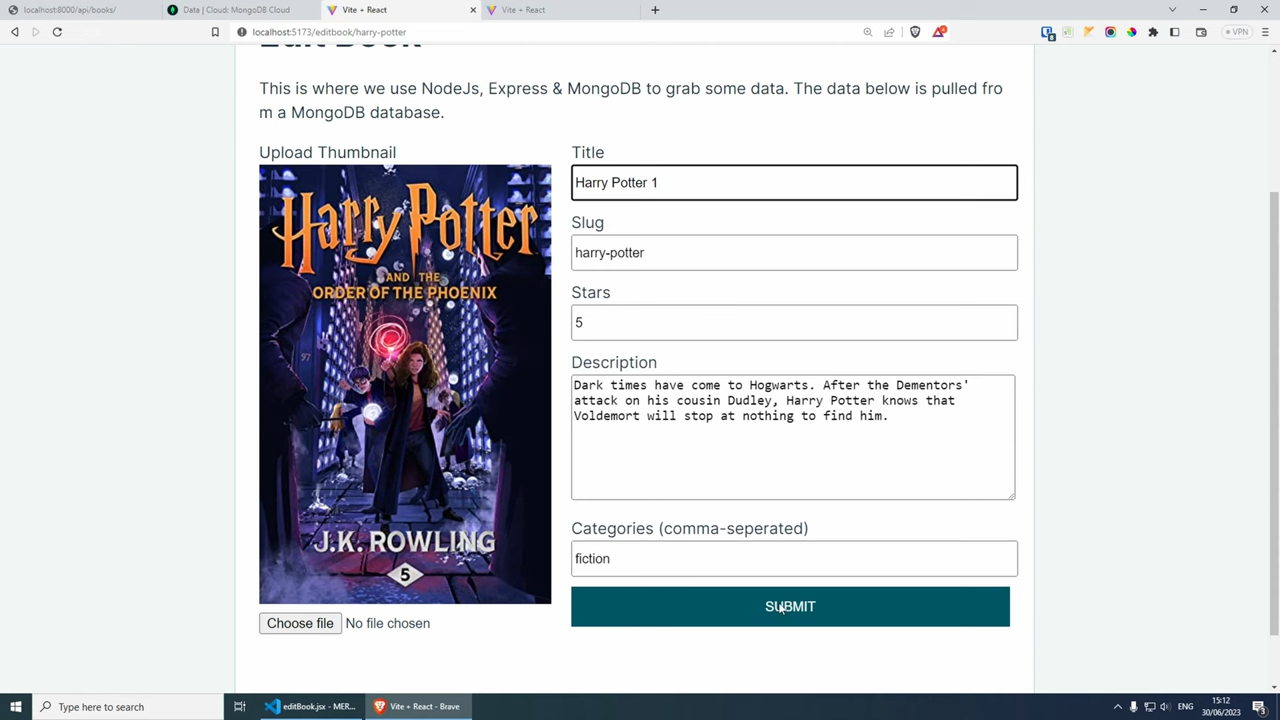 localhost:8000/api/books/
Data | Cloud: MongoDB Cloud
Vite + React
Vite + React
localhost:5173/editbook/harry-potter
VPN
Edit Book
This is where we use NodeJs, Express & MongoDB to grab some data. The data below is pulled fro
m a MongoDB database.
Upload Thumbnail
Harry Potter
AND THE
ORDER OF THE PHOENIX
97
J.K. ROWLING
5
Choose file No file chosen
Title
Harry Potter 1
Slug
harry-potter
Stars
5
Description
Dark times have come to Hogwarts. After the Dementors'
attack on his cousin Dudley, Harry Potter knows that
Voldemort will stop at nothing to find him.
Categories (comma-seperated)
fiction
SUBMIT
Type here to search
editBook.jsx - MER...
Vite + React - Brave
ENG
15:12
30/06/2023
3